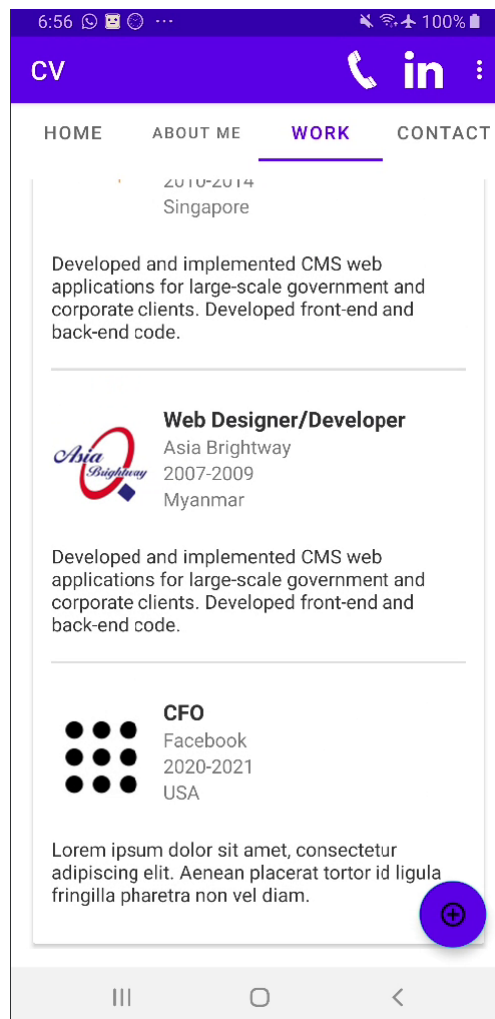 6:56 100%
CV in
HOME ABOUT ME WORK CONTACT
2010-2014
Singapore
Developed and implemented CMS web
applications for large-scale government and
corporate clients. Developed front-end and
back-end code.
Web Designer/Developer
Asia Brightway
2007-2009
Myanmar
Asia
Brightway
Developed and implemented CMS web
applications for large-scale government and
corporate clients. Developed front-end and
back-end code.
CFO
Facebook
2020-2021
USA
Lorem ipsum dolor sit amet, consectetur
adipiscing elit. Aenean placerat tortor id ligula
fringilla pharetra non vel diam.